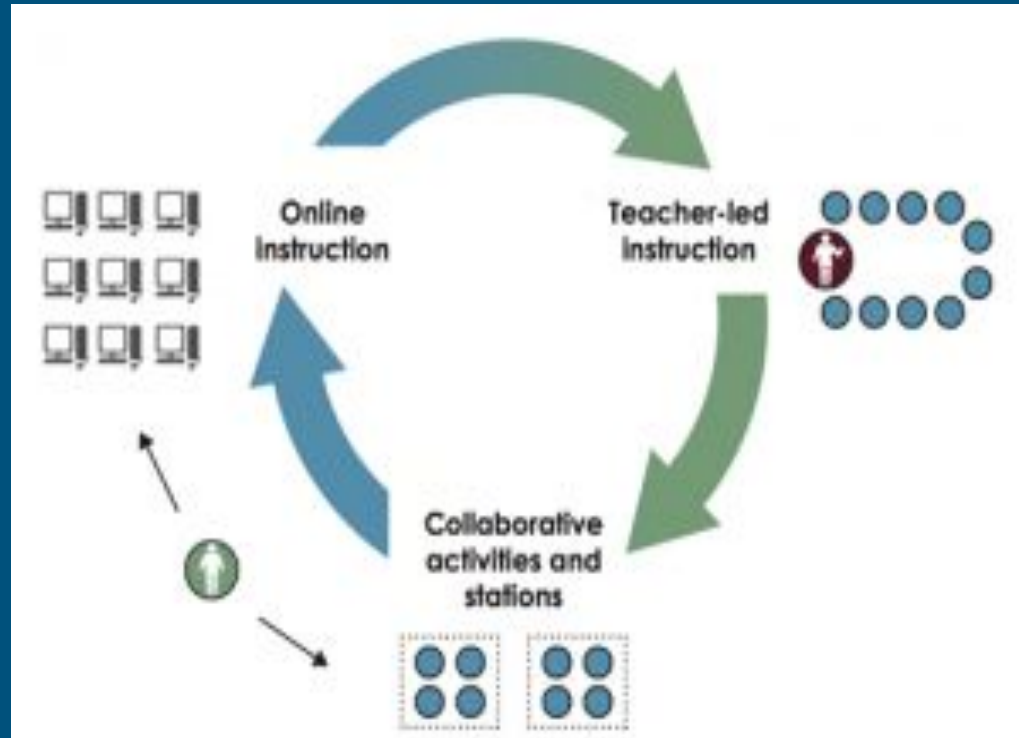 Online
instruction
Teacher-led
instruction
Collaborative
activities and
stations